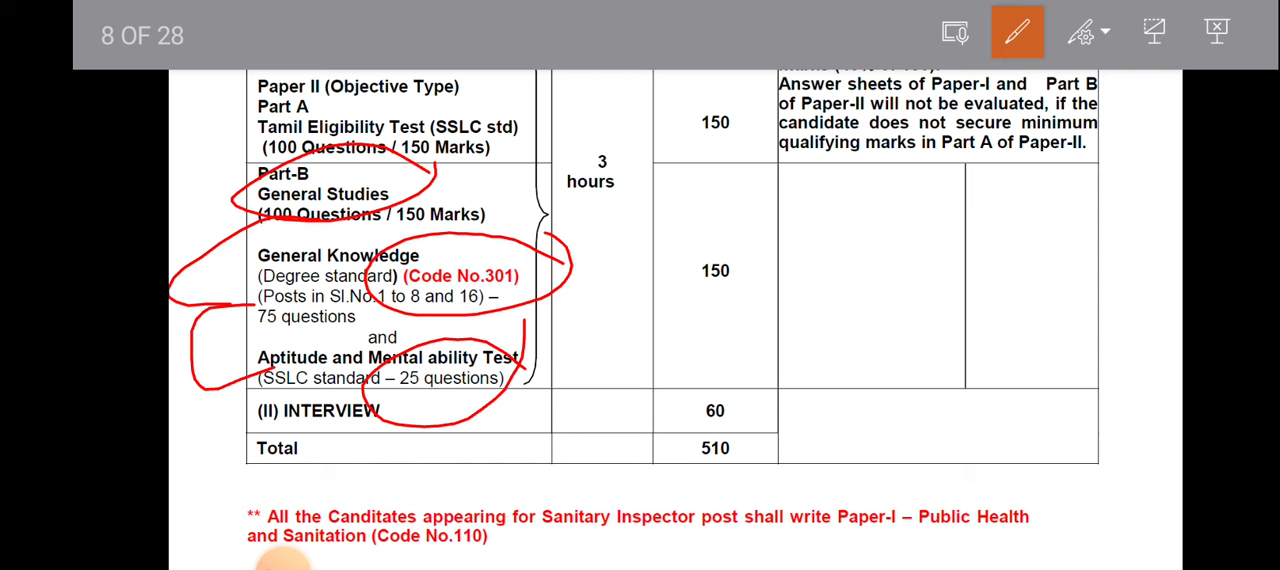 8 OF 28
Paper II (Objective Type)
Part A
Tamil Eligibility Test (SSLC std)
(100 Questions / 150 Marks)
3
hours
150
Answer sheets of Paper-I and Part B
of Paper-II will not be evaluated, if the
candidate does not secure minimum
qualifying marks in Part A of Paper-II.
Part-B
General Studies
(100 Questions / 150 Marks)
General Knowledge
(Degree standard) (Code No.301)
(Posts in Sl.No.1 to 8 and 16) –
75 questions
and
Aptitude and Mental ability Test
(SSLC standard – 25 questions)
150
(II) INTERVIEW
60
Total
510
** All the Canditates appearing for Sanitary Inspector post shall write Paper-I – Public Health
and Sanitation (Code No.110)